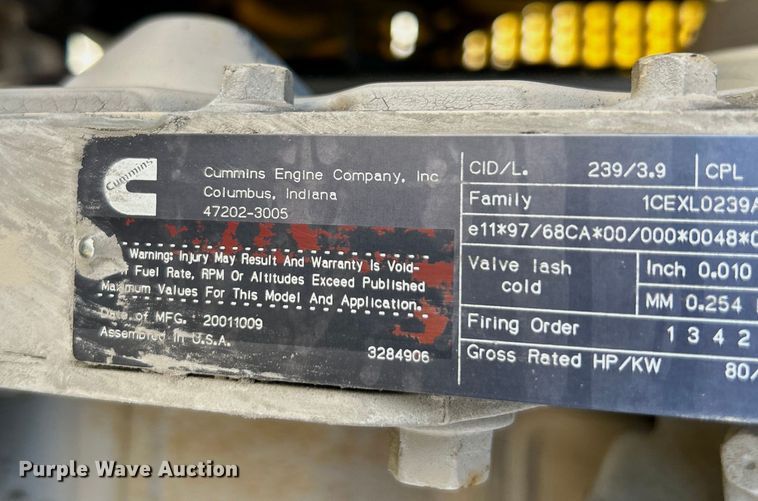 Cummins
Cummins Engine Company, Inc
Columbus, Indiana
47202-3005
Warning: Injury May Result And Warranty Is Void-
If Fuel Rate, RPM Or Altitudes Exceed Published
Maximum Values For This Model And Application.
Date of MFG. 20011009
Assembled in U.S.A.
3284906
CID/L. 239/3.9 CPL
Family 1CEXL0239A
e11*97/68CA*00/000*0048*0
Valve lash Inch 0.010
cold MM 0.254
Firing Order 1 3 4 2
Gross Rated HP/KW 80/
Purple Wave Auction